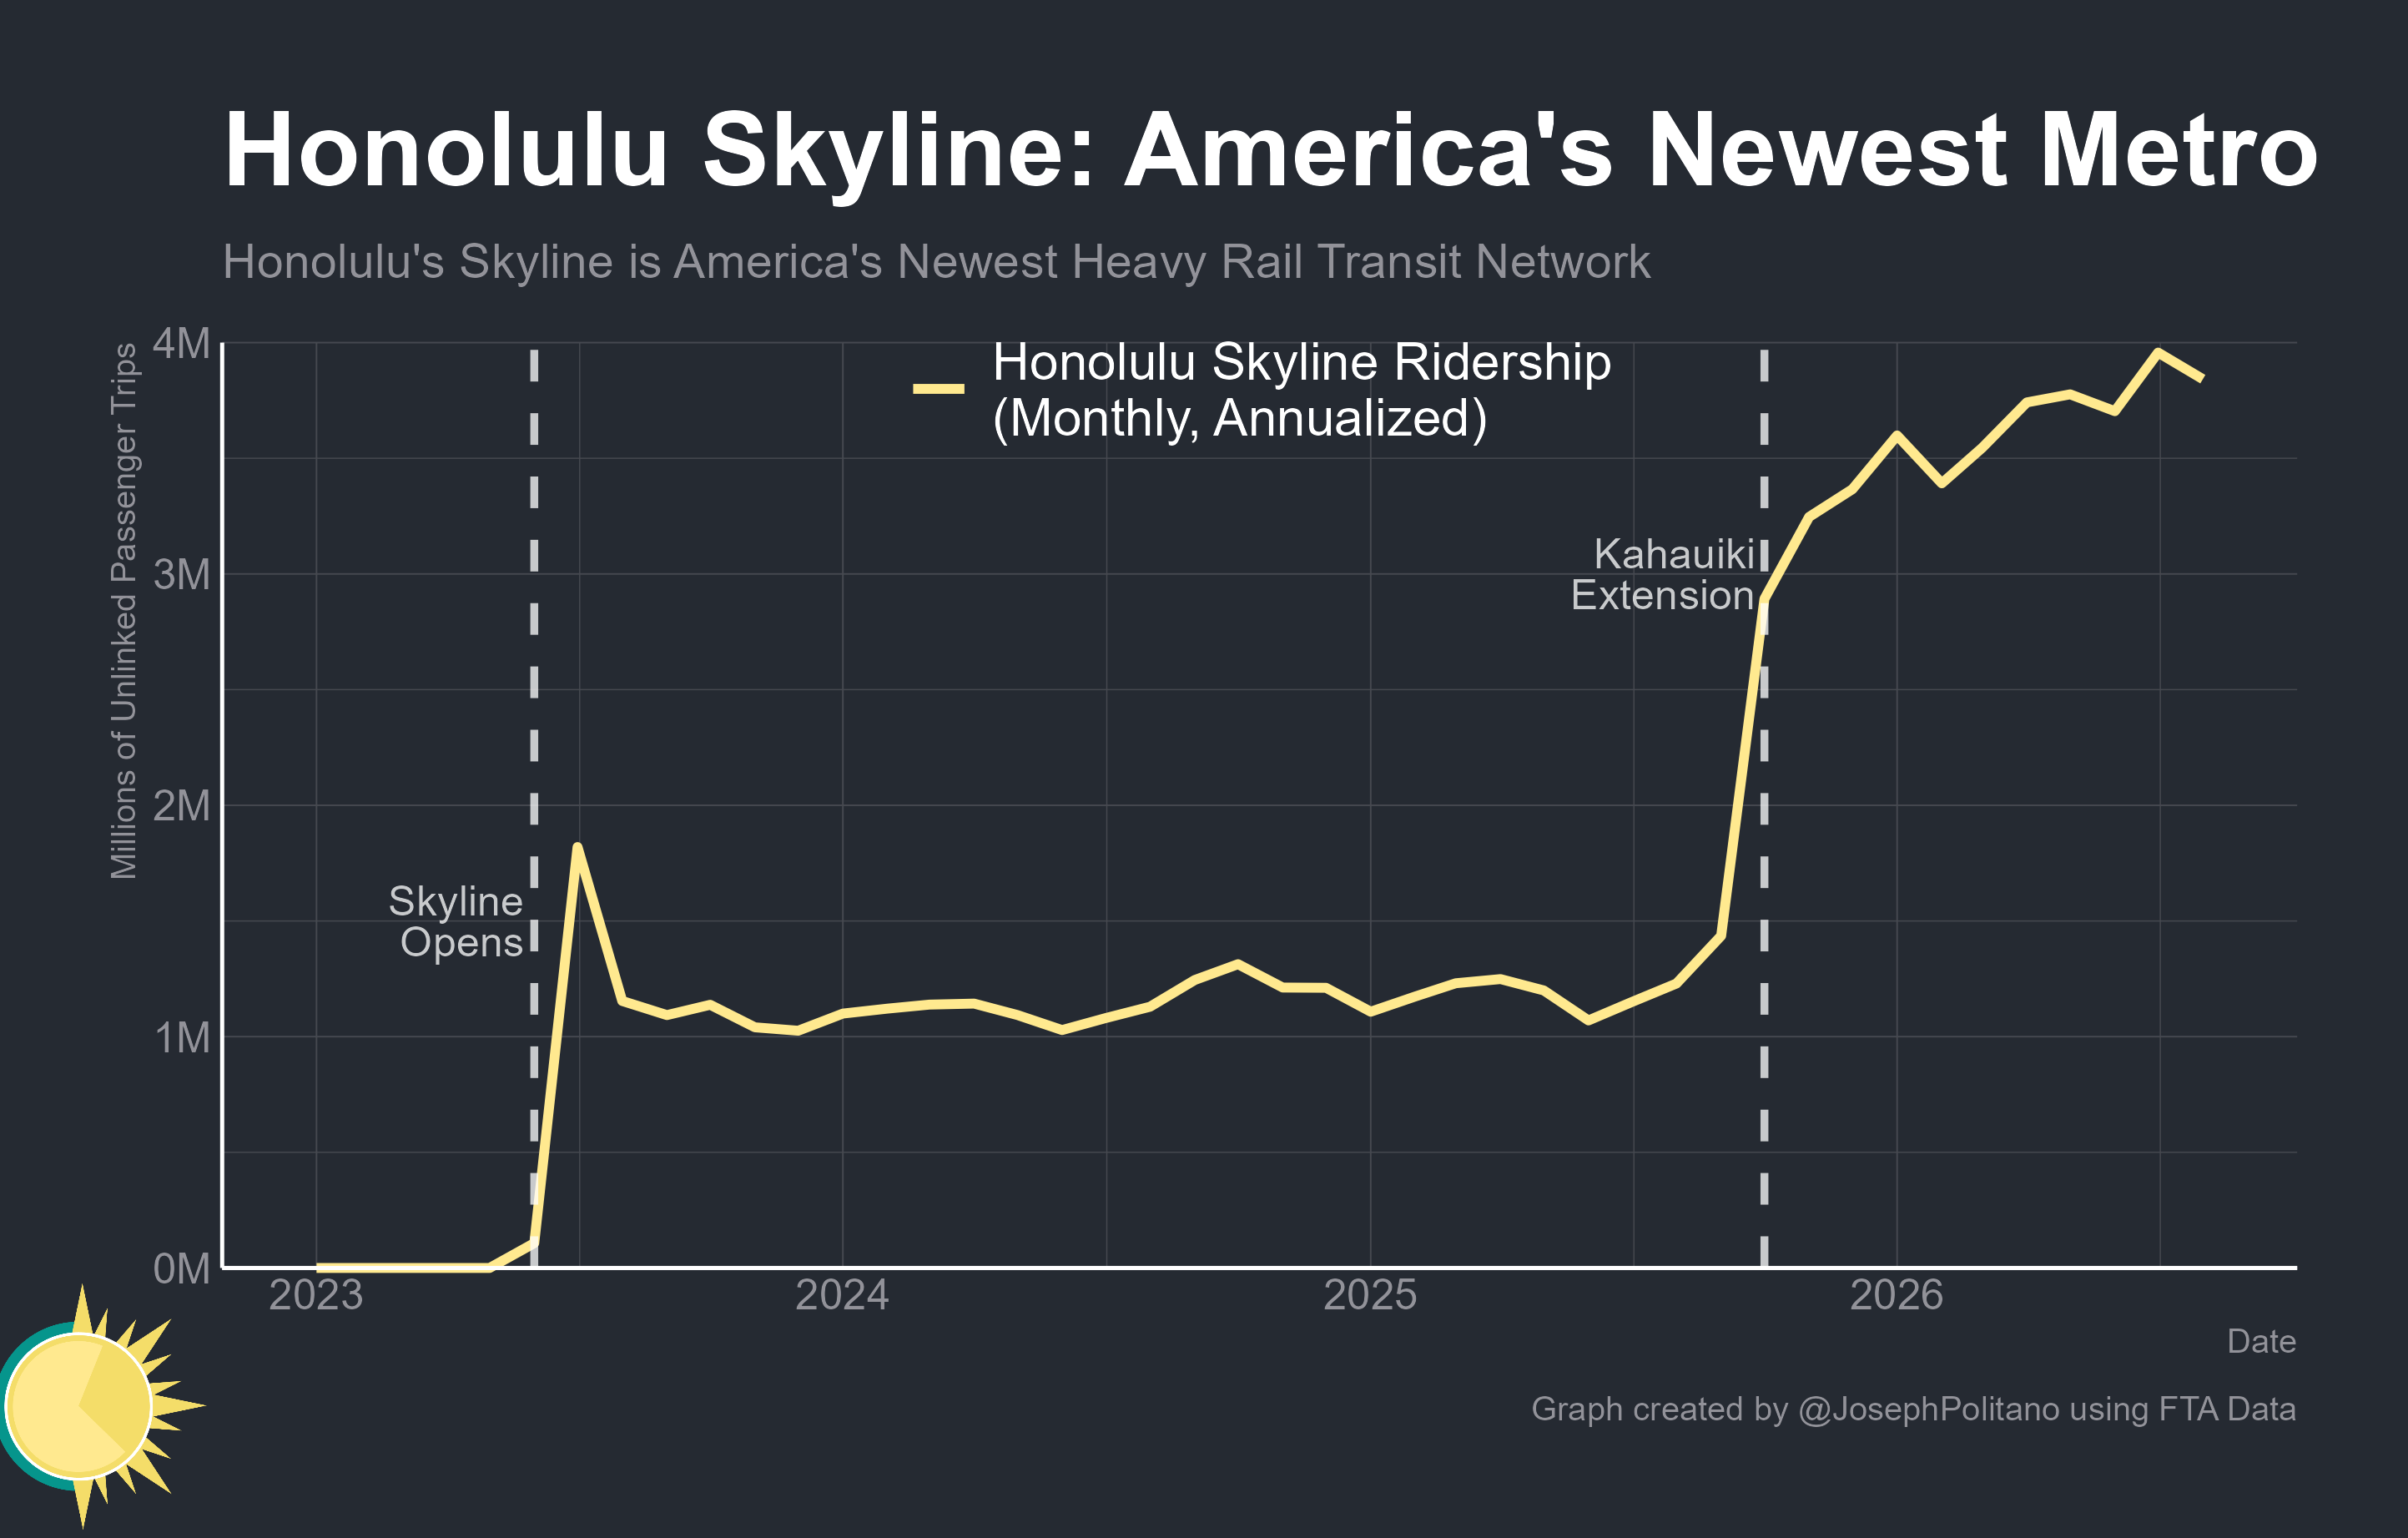 Honolulu Skyline: America's Newest Metro
Honolulu's Skyline is America's Newest Heavy Rail Transit Network
Millions of Unlinked Passenger Trips
4M
3M
2M
1M
0M
Honolulu Skyline Ridership
(Monthly, Annualized)
Skyline
Opens
Kahauiki
Extension
2023
2024
2025
2026
Date
Graph created by @JosephPolitano using FTA Data